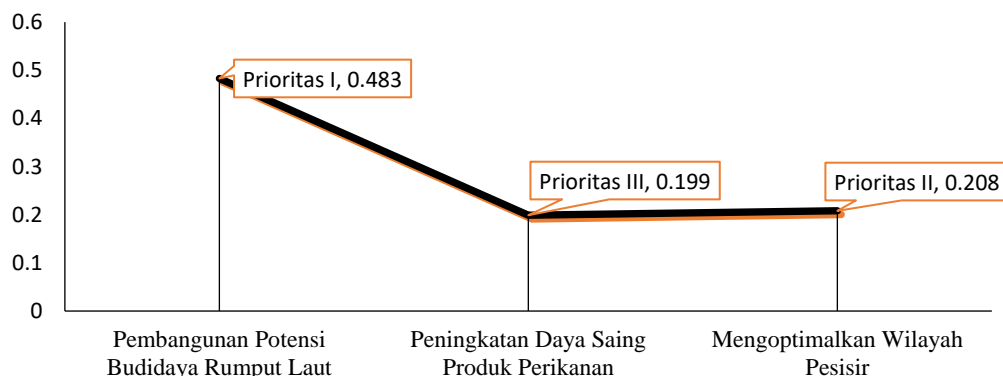 0.6
0.5
0.4
0.3
0.2
0.1
0
Prioritas I, 0.483
Prioritas III, 0.199
Prioritas II, 0.208
Pembangunan Potensi
Budidaya Rumput Laut
Peningkatan Daya Saing
Produk Perikanan
Mengoptimalkan Wilayah
Pesisir